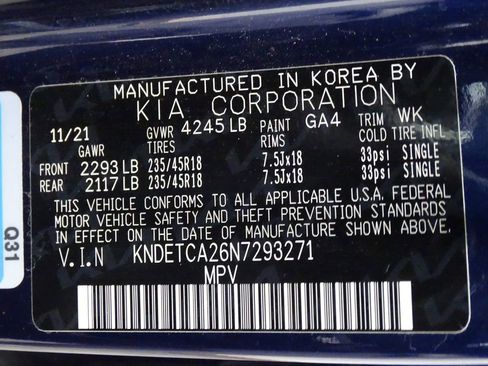 MANUFACTURED IN KOREA BY
KIA CORPORATION
11/21 GVWR 4245 LB PAINT GA4 TRIM WK
GAWR TIRES RIMS COLD TIRE INFL
FRONT 2293 LB 235/45R18 7.5Jx18 33psi SINGLE
REAR 2117 LB 235/45R18 7.5Jx18 33psi SINGLE
THIS VEHICLE CONFORMS TO ALL APPLICABLE U.S.A. FEDERAL
MOTOR VEHICLE SAFETY AND THEFT PREVENTION STANDARDS
IN EFFECT ON THE DATE OF MANUFACTURE SHOWN ABOVE.
V.I.N KNDETCA26N7293271
MPV
Q31